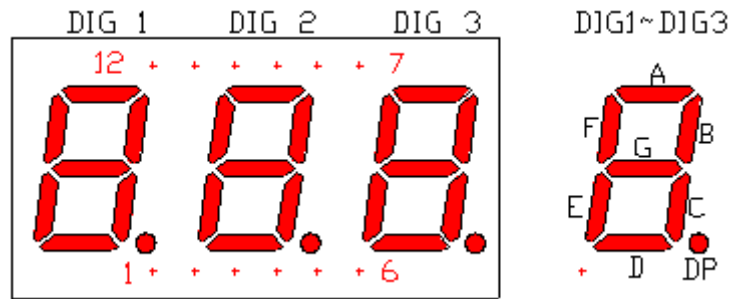 DIG 1 DIG 2 DIG 3 DIG1~DIG3
12 7
A
F B
G
E C
1 6 D DP